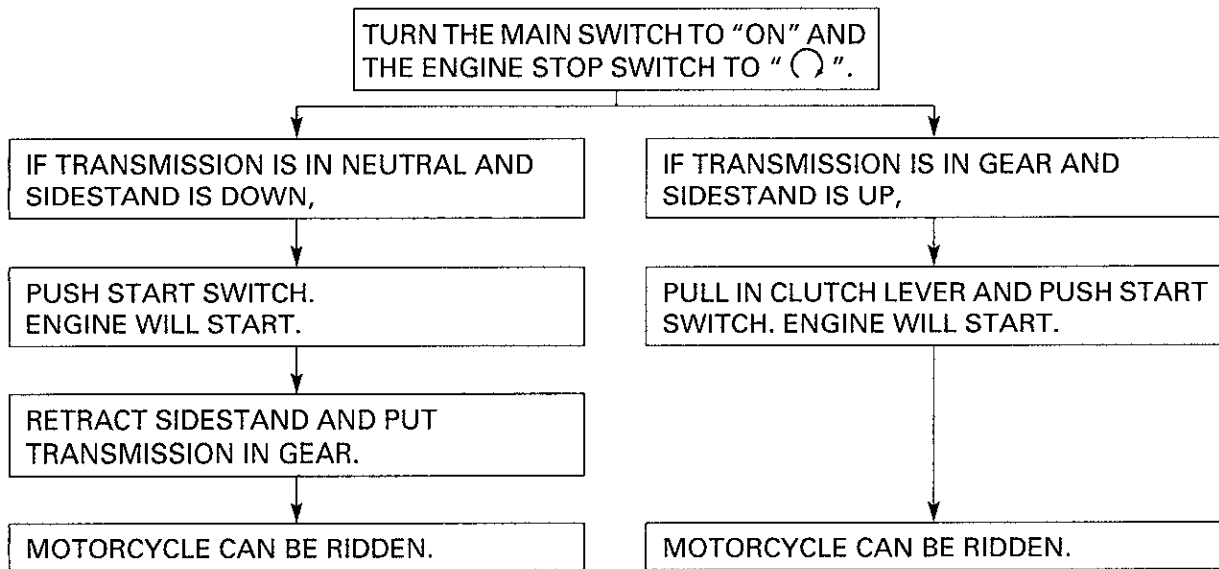 TURN THE MAIN SWITCH TO “ON” AND
THE ENGINE STOP SWITCH TO “ ”.
IF TRANSMISSION IS IN NEUTRAL AND
SIDESTAND IS DOWN,
PUSH START SWITCH.
ENGINE WILL START.
RETRACT SIDESTAND AND PUT
TRANSMISSION IN GEAR.
MOTORCYCLE CAN BE RIDDEN.
IF TRANSMISSION IS IN GEAR AND
SIDESTAND IS UP,
PULL IN CLUTCH LEVER AND PUSH START
SWITCH. ENGINE WILL START.
MOTORCYCLE CAN BE RIDDEN.